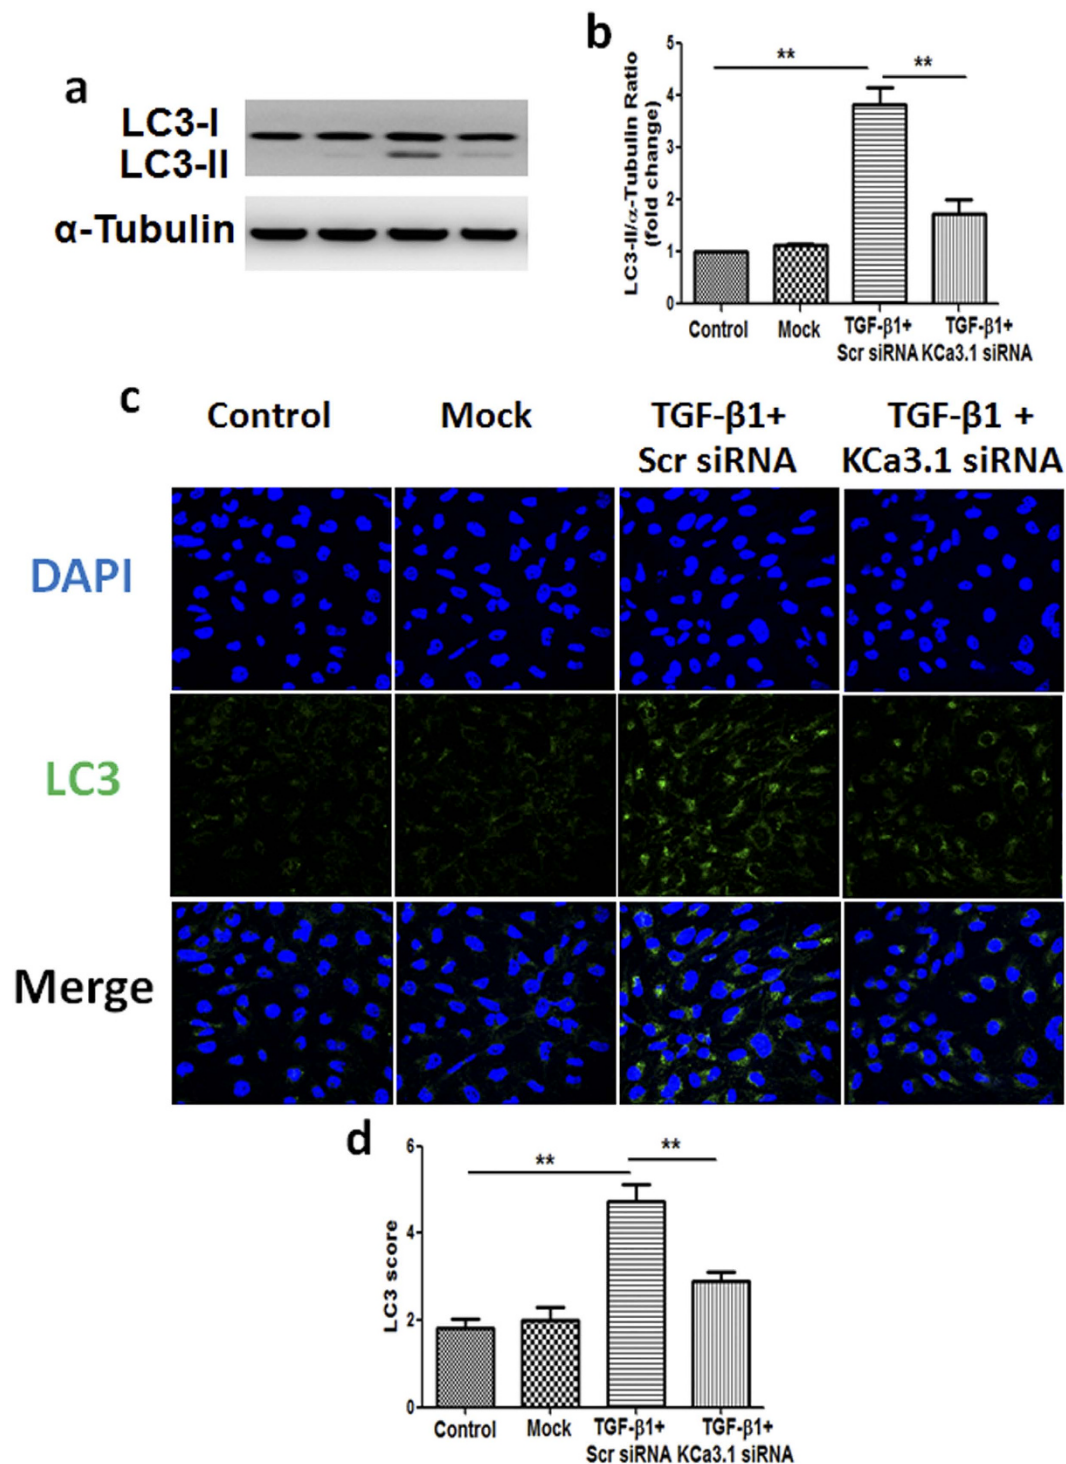 a
LC3-I
LC3-II
α-Tubulin
b
LC3-II/α-Tubulin Ratio
(fold change)
5
4
3
2
1
0
**
**
Control
Mock
TGF-β1+
Scr siRNA
TGF-β1+
KCa3.1 siRNA
c
Control
Mock
TGF-β1+
Scr siRNA
TGF-β1 +
KCa3.1 siRNA
DAPI
LC3
Merge
d
LC3 score
6
4
2
0
**
**
Control
Mock
TGF-β1+
Scr siRNA
TGF-β1+
KCa3.1 siRNA